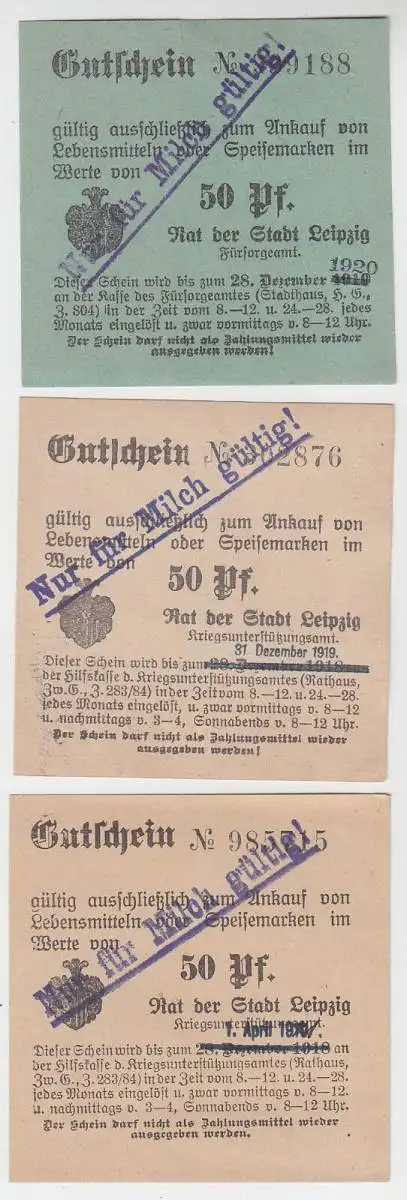 Gutschein №
9188
Nur für Milch gültig!
gültig ausschließlich zum Ankauf von
Lebensmitteln oder Speisemarken im
Werte von
50 Pf.
Rat der Stadt Leipzig
Fürsorgeamt.
1920
Dieser Schein wird bis zum 28. Dezember 1919
an der Kasse des Fürsorgeamtes (Stadthaus, H. G.,
Z. 804) in der Zeit vom 8.—12. u. 24.—28. jedes
Monats eingelöst u. zwar vormittags v. 8—12 Uhr.
Der Schein darf nicht als Zahlungsmittel wieder
ausgegeben werden!
Gutschein №
2876
Nur für Milch gültig!
gültig ausschließlich zum Ankauf von
Lebensmitteln oder Speisemarken im
Werte von
50 Pf.
Rat der Stadt Leipzig
Kriegsunterstützungsamt.
31 Dezember 1919.
Dieser Schein wird bis zum 28. Dezember 1918 an
der Hilfskasse d. Kriegsunterstützungsamtes (Rathaus,
Zw. G., Z. 283/84) in der Zeit vom 8.—12. u. 24.—28.
jedes Monats eingelöst, u. zwar vormittags v. 8—12
u. nachmittags v. 3—4, Sonnabends v. 8—12 Uhr.
Der Schein darf nicht als Zahlungsmittel wieder
ausgegeben werden!
Gutschein № 985715
Nur für Milch gültig!
gültig ausschließlich zum Ankauf von
Lebensmitteln oder Speisemarken im
Werte von
50 Pf.
Rat der Stadt Leipzig
Kriegsunterstützungsamt.
1. April 1919.
Dieser Schein wird bis zum 28. Dezember 1918 an
der Hilfskasse d. Kriegsunterstützungsamtes (Rathaus,
Zw. G., Z. 283/84) in der Zeit vom 8.—12. u. 24.—28.
jedes Monats eingelöst u. zwar vormittags v. 8—12
u. nachmittags v. 3—4, Sonnabends v. 8—12 Uhr.
Der Schein darf nicht als Zahlungsmittel wieder
ausgegeben werden.